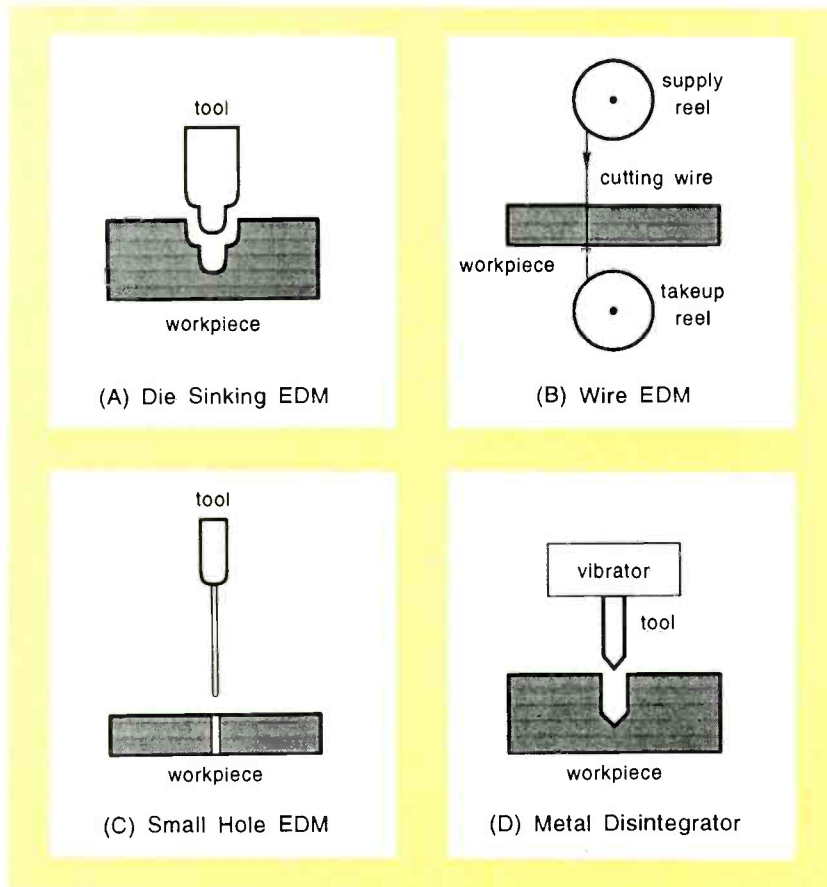 tool
workpiece
(A) Die Sinking EDM
supply
reel
cutting wire
workpiece
takeup
reel
(B) Wire EDM
tool
workpiece
(C) Small Hole EDM
vibrator
tool
workpiece
(D) Metal Disintegrator